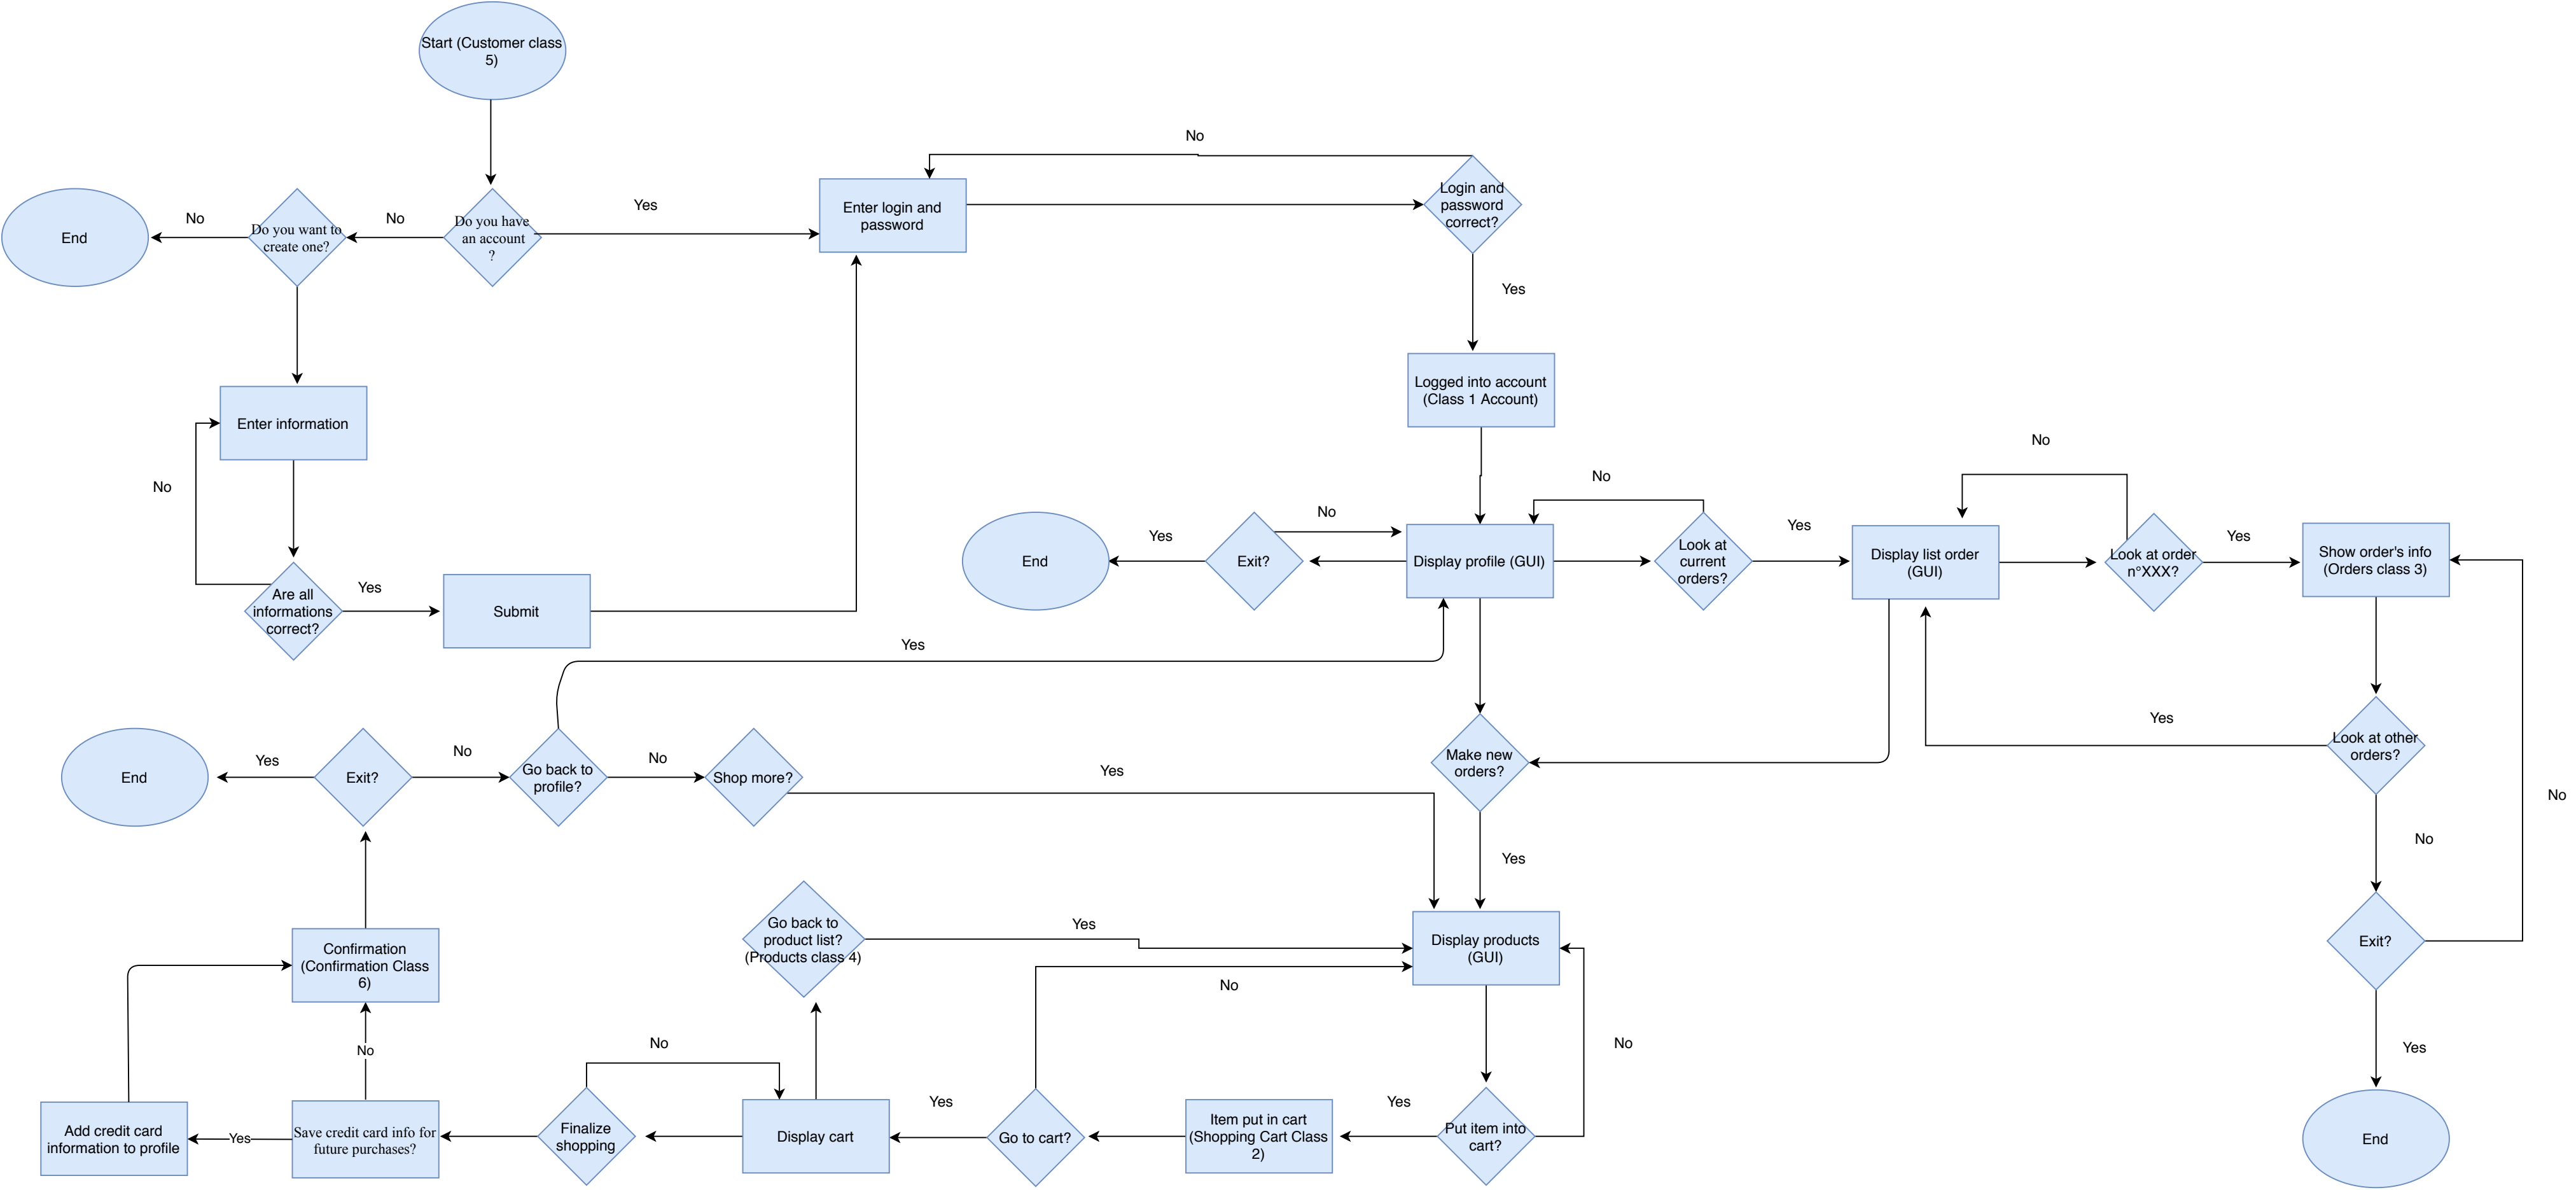 Start (Customer class
5)
No
Do you want to
create one?
No
Do you have
an account
?
Yes
End
Enter login and
password
No
Login and
password
correct?
Yes
Logged into account
(Class 1 Account)
Enter information
No
Are all
informations
correct?
Yes
Submit
End
Yes
Exit?
No
Display profile (GUI)
No
Look at
current
orders?
Yes
Display list order
(GUI)
No
Look at order
n°XXX?
Yes
Show order's info
(Orders class 3)
Yes
End
Yes
Exit?
No
Go back to
profile?
No
Shop more?
Yes
Make new
orders?
Yes
Yes
Look at other
orders?
No
No
Exit?
Yes
End
Go back to
product list?
(Products class 4)
Yes
Display products
(GUI)
No
No
Confirmation
(Confirmation Class
6)
No
Add credit card
information to profile
Yes
Save credit card info for
future purchases?
Finalize
shopping
No
Display cart
Yes
Go to cart?
Item put in cart
(Shopping Cart Class
2)
Yes
Put item into
cart?